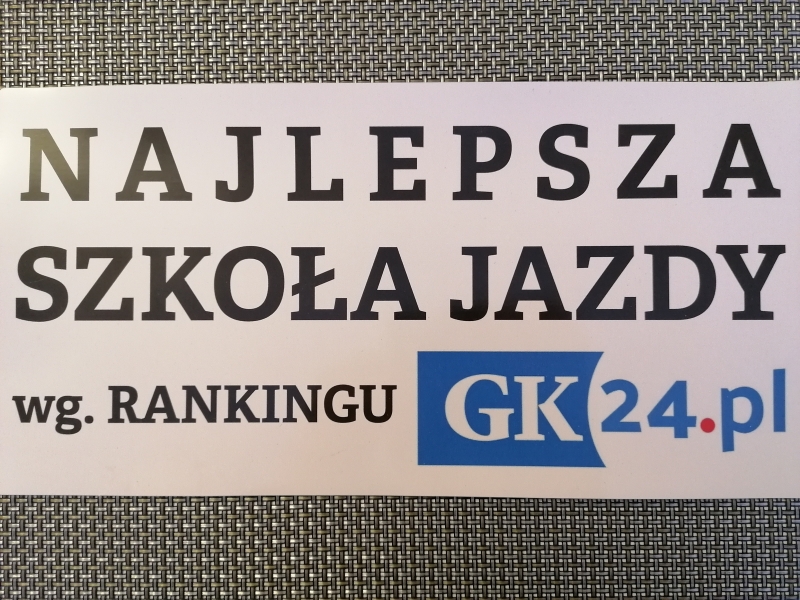 NAJLEPSZA
SZKOŁA JAZDY
wg. RANKINGU GK24.pl